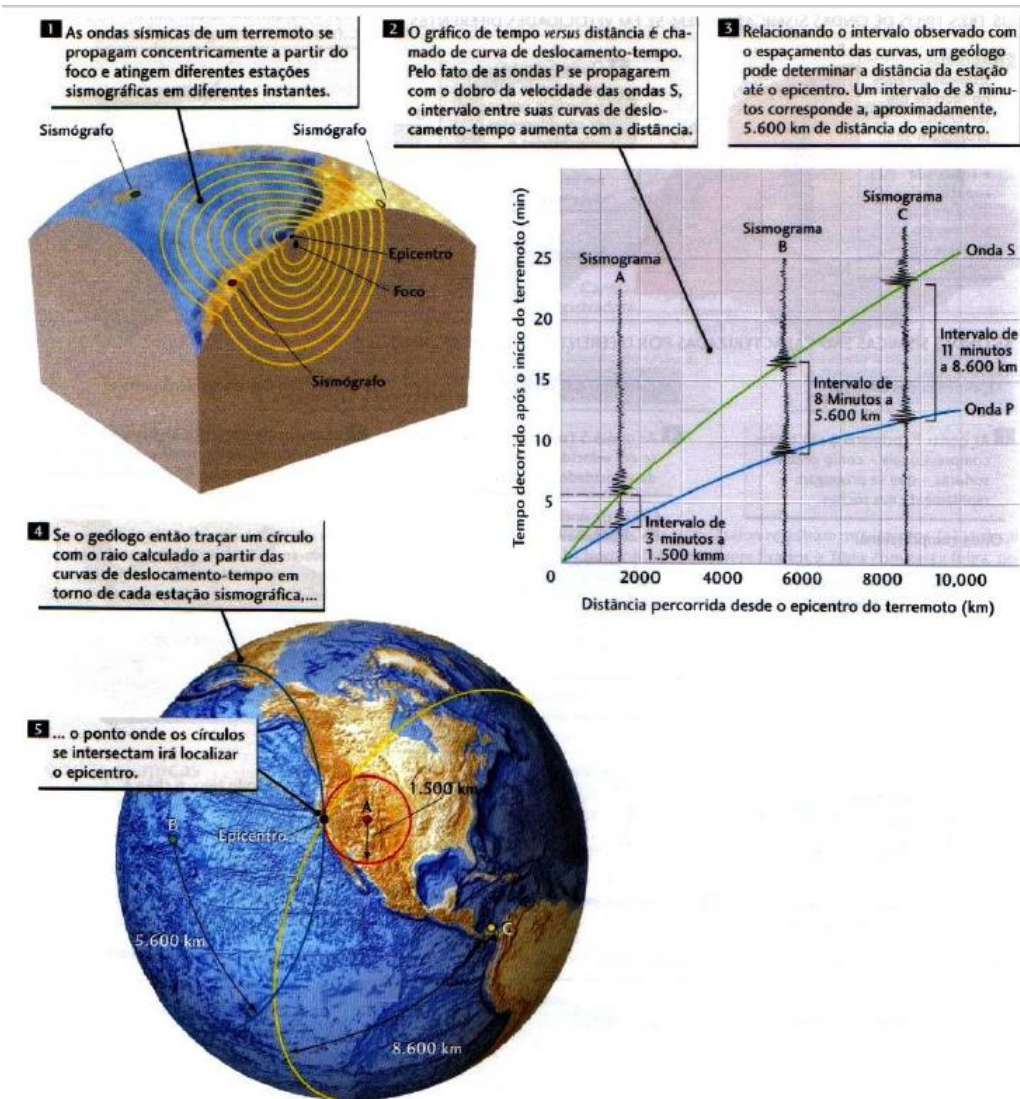 1 As ondas sísmicas de um terremoto se
propagam concentricamente a partir do
foco e atingem diferentes estações
sismográficas em diferentes instantes.
2 O gráfico de tempo versus distância é cha-
mado de curva de deslocamento-tempo.
Pelo fato de as ondas P se propagarem
com o dobro da velocidade das ondas S,
o intervalo entre suas curvas de deslo-
camento-tempo aumenta com a distância.
3 Relacionando o intervalo observado com
o espaçamento das curvas, um geólogo
pode determinar a distância da estação
até o epicentro. Um intervalo de 8 minu-
tos corresponde a, aproximadamente,
5.600 km de distância do epicentro.
Sismógrafo
Sismógrafo
Epicentro
Foco
Sismógrafo
Tempo decorrido após o início do terremoto (min)
25
20
15
10
5
0
2000
4000
6000
8000
10,000
Distância percorrida desde o epicentro do terremoto (km)
Sismograma
A
Sismograma
B
Sismograma
C
Onda S
Onda P
Intervalo de
3 minutos a
1.500 kmm
Intervalo de
8 Minutos a
5.600 km
Intervalo de
11 minutos
a 8.600 km
4 Se o geólogo então traçar um círculo
com o raio calculado a partir das
curvas de deslocamento-tempo em
torno de cada estação sismográfica,...
5 ... o ponto onde os círculos
se intersectam irá localizar
o epicentro.
1.500 km
A
B
Epicentro
C
5.600 km
8.600 km